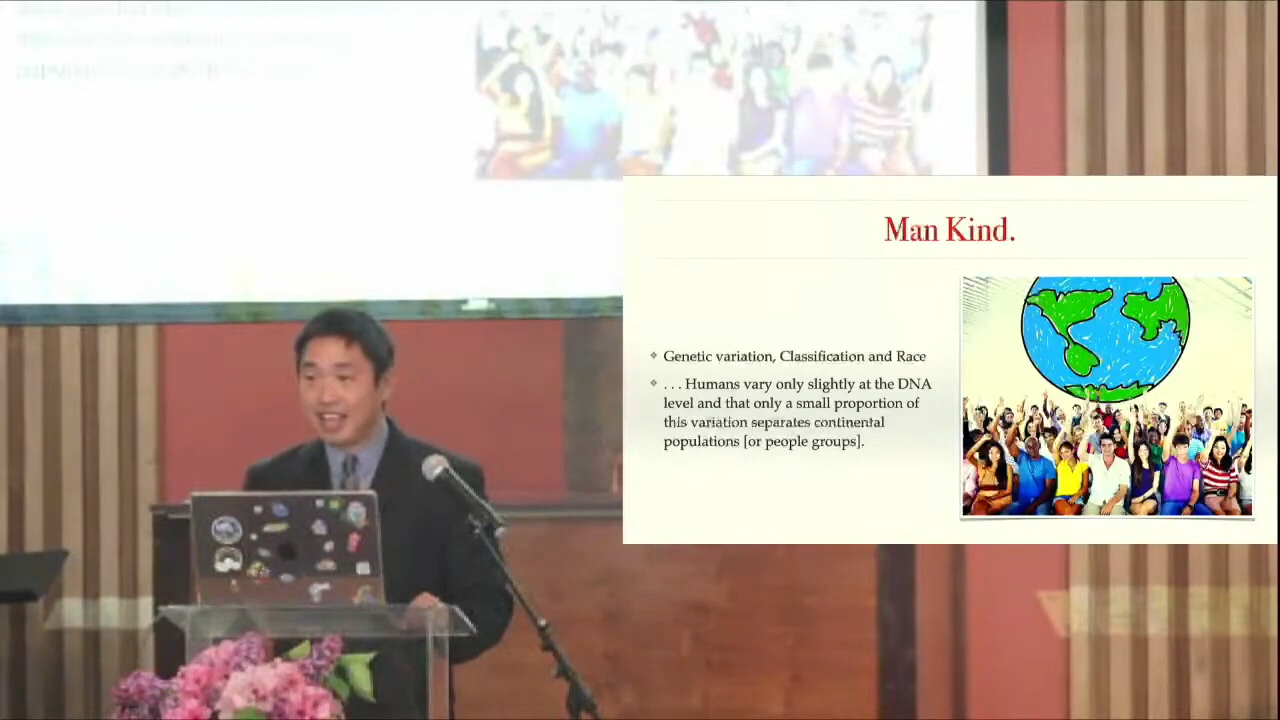 Man Kind.
Genetic variation, Classification and Race
. . . Humans vary only slightly at the DNA
level and that only a small proportion of
this variation separates continental
populations [or people groups].